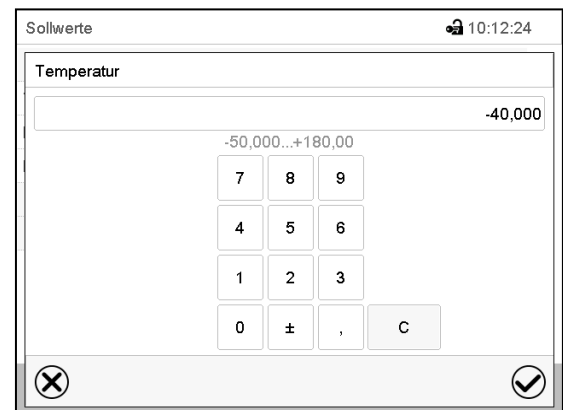 Sollwerte 10:12:24
Temperatur
-40,000
-50,000...+180,00
7 8 9
4 5 6
1 2 3
0 ± , C